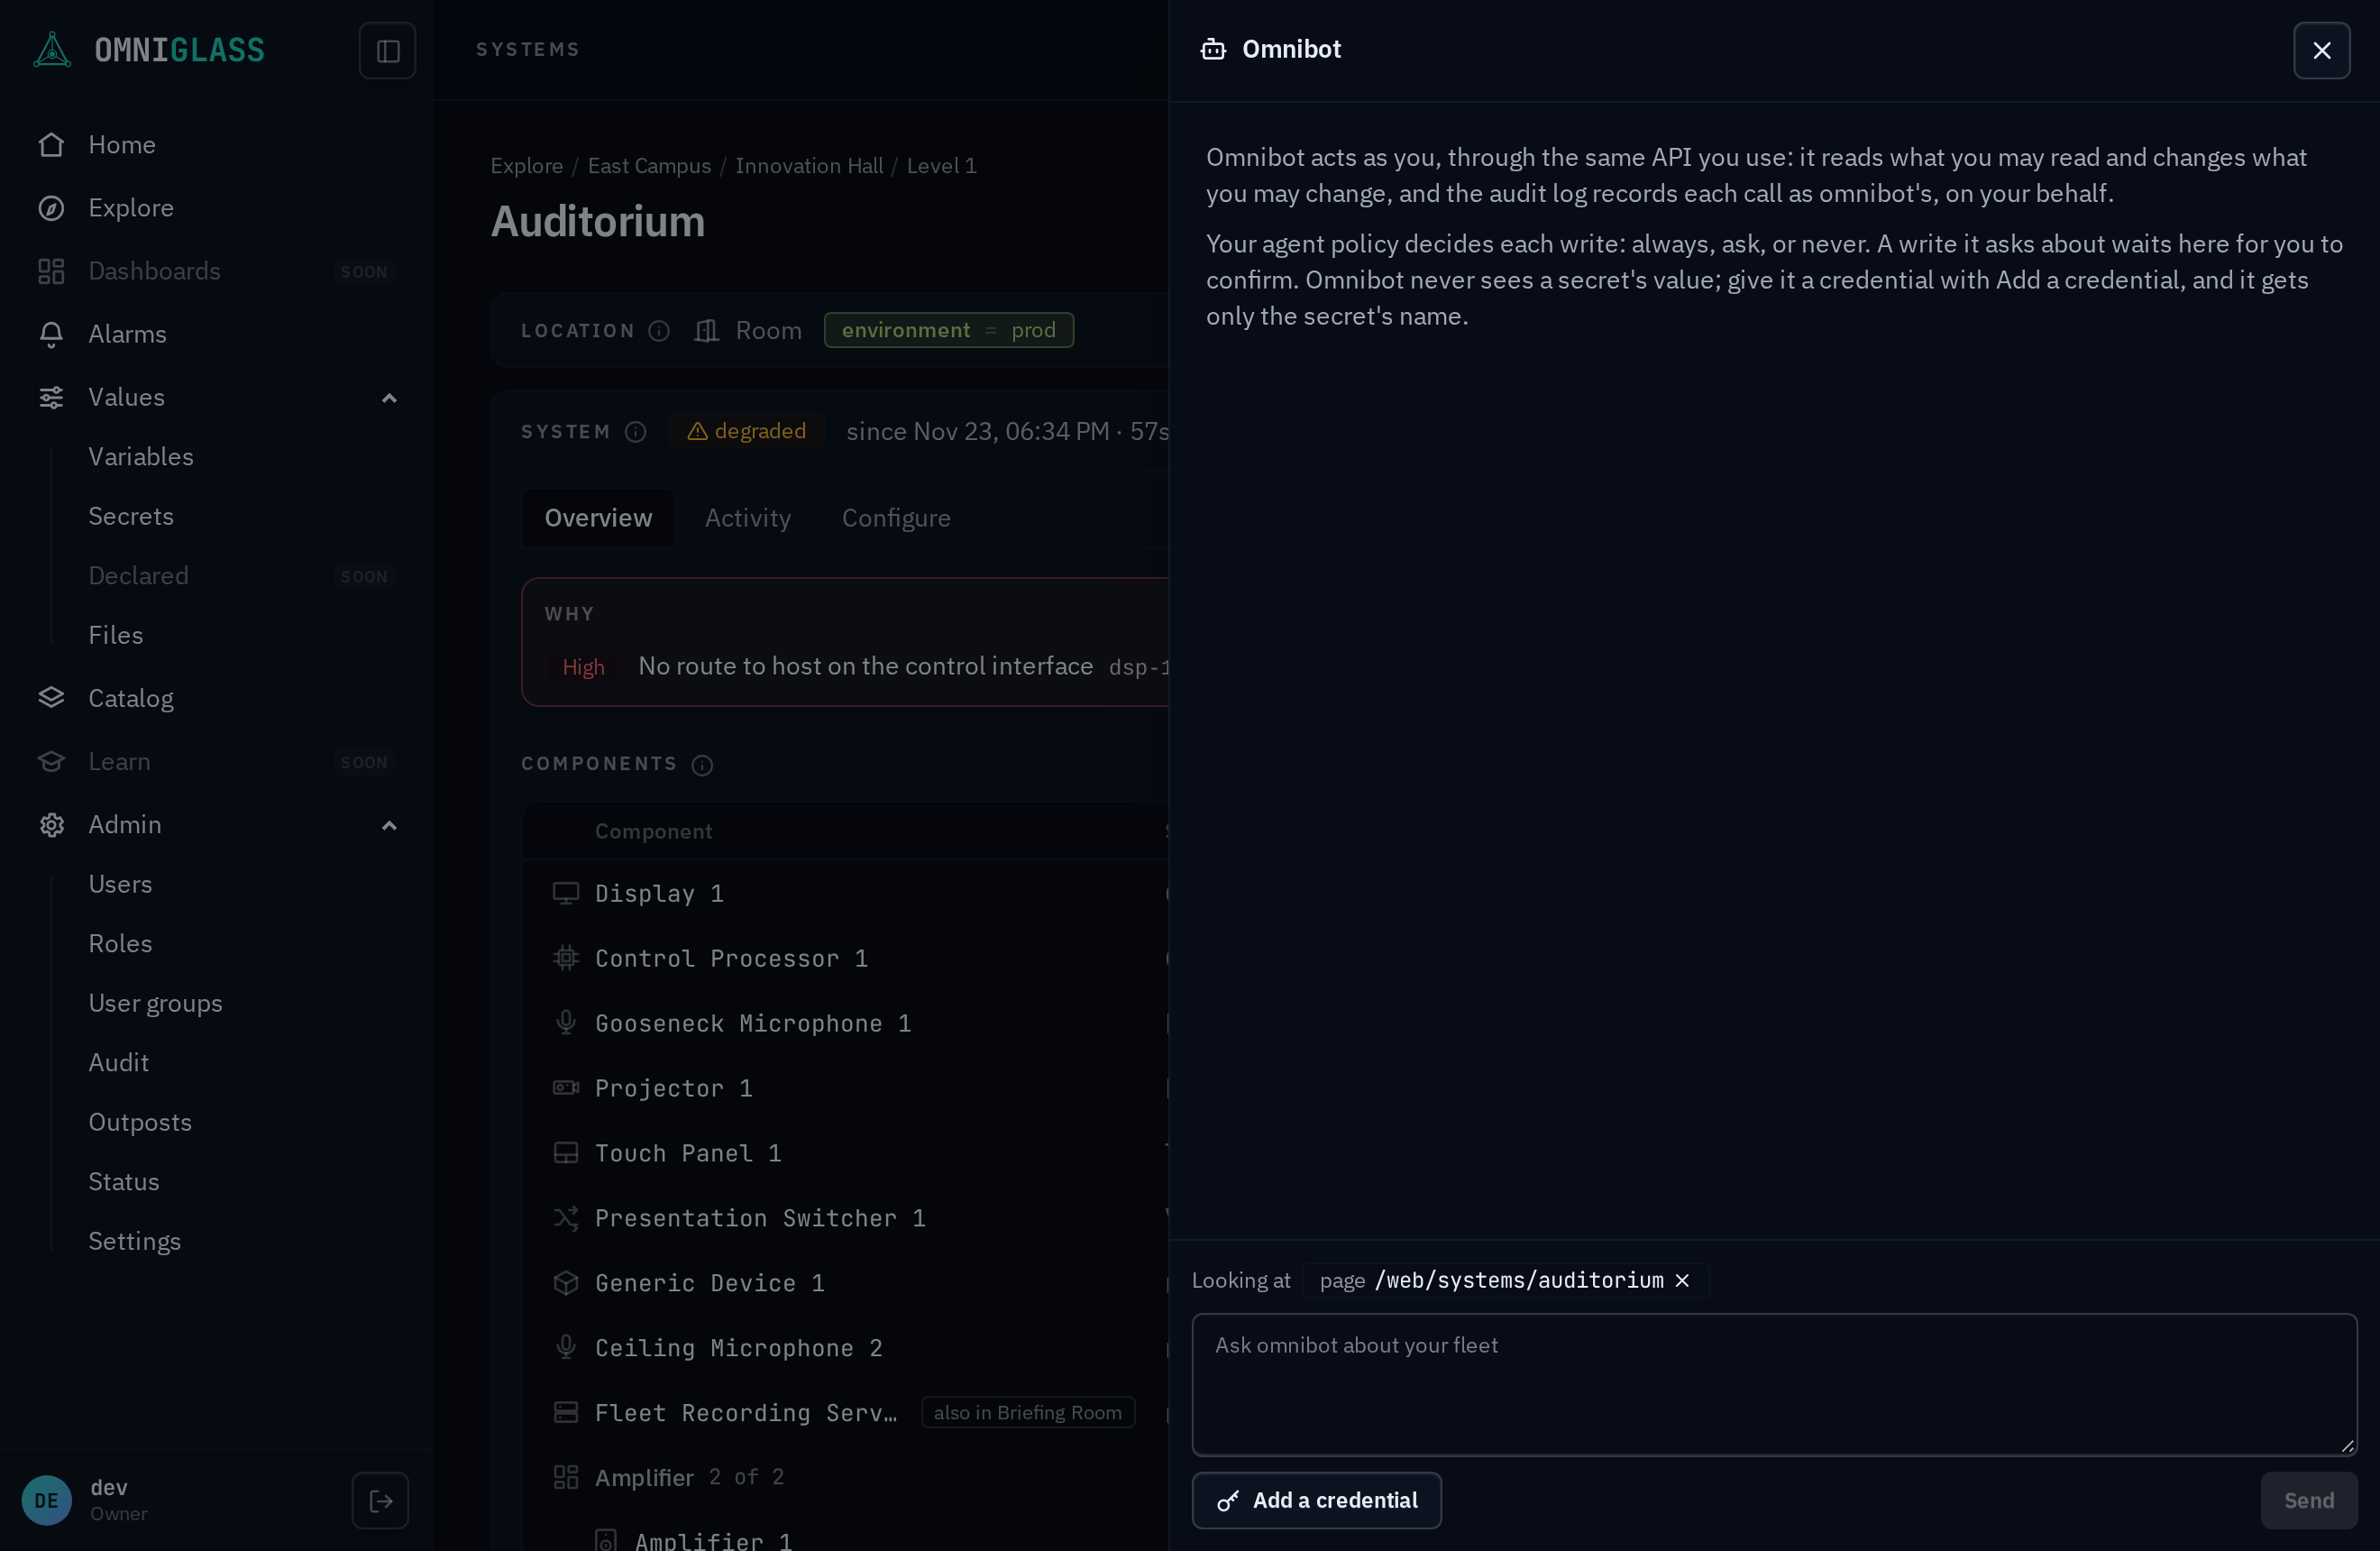 OMNIGLASS
Home
Explore
Dashboards SOON
Alarms
Values
Variables
Secrets
Declared SOON
Files
Catalog
Learn SOON
Admin
Users
Roles
User groups
Audit
Outposts
Status
Settings
DE dev
Owner
SYSTEMS
Explore / East Campus / Innovation Hall / Level 1
Auditorium
LOCATION Room environment = prod
SYSTEM degraded since Nov 23, 06:34 PM · 57s
Overview Activity Configure
WHY
High No route to host on the control interface dsp-1
COMPONENTS
Component
Display 1
Control Processor 1
Gooseneck Microphone 1
Projector 1
Touch Panel 1
Presentation Switcher 1
Generic Device 1
Ceiling Microphone 2
Fleet Recording Serv… also in Briefing Room
Amplifier 2 of 2
Amplifier 1
Omnibot
Omnibot acts as you, through the same API you use: it reads what you may read and changes what
you may change, and the audit log records each call as omnibot's, on your behalf.
Your agent policy decides each write: always, ask, or never. A write it asks about waits here for you to
confirm. Omnibot never sees a secret's value; give it a credential with Add a credential, and it gets
only the secret's name.
Looking at page /web/systems/auditorium
Ask omnibot about your fleet
Add a credential
Send